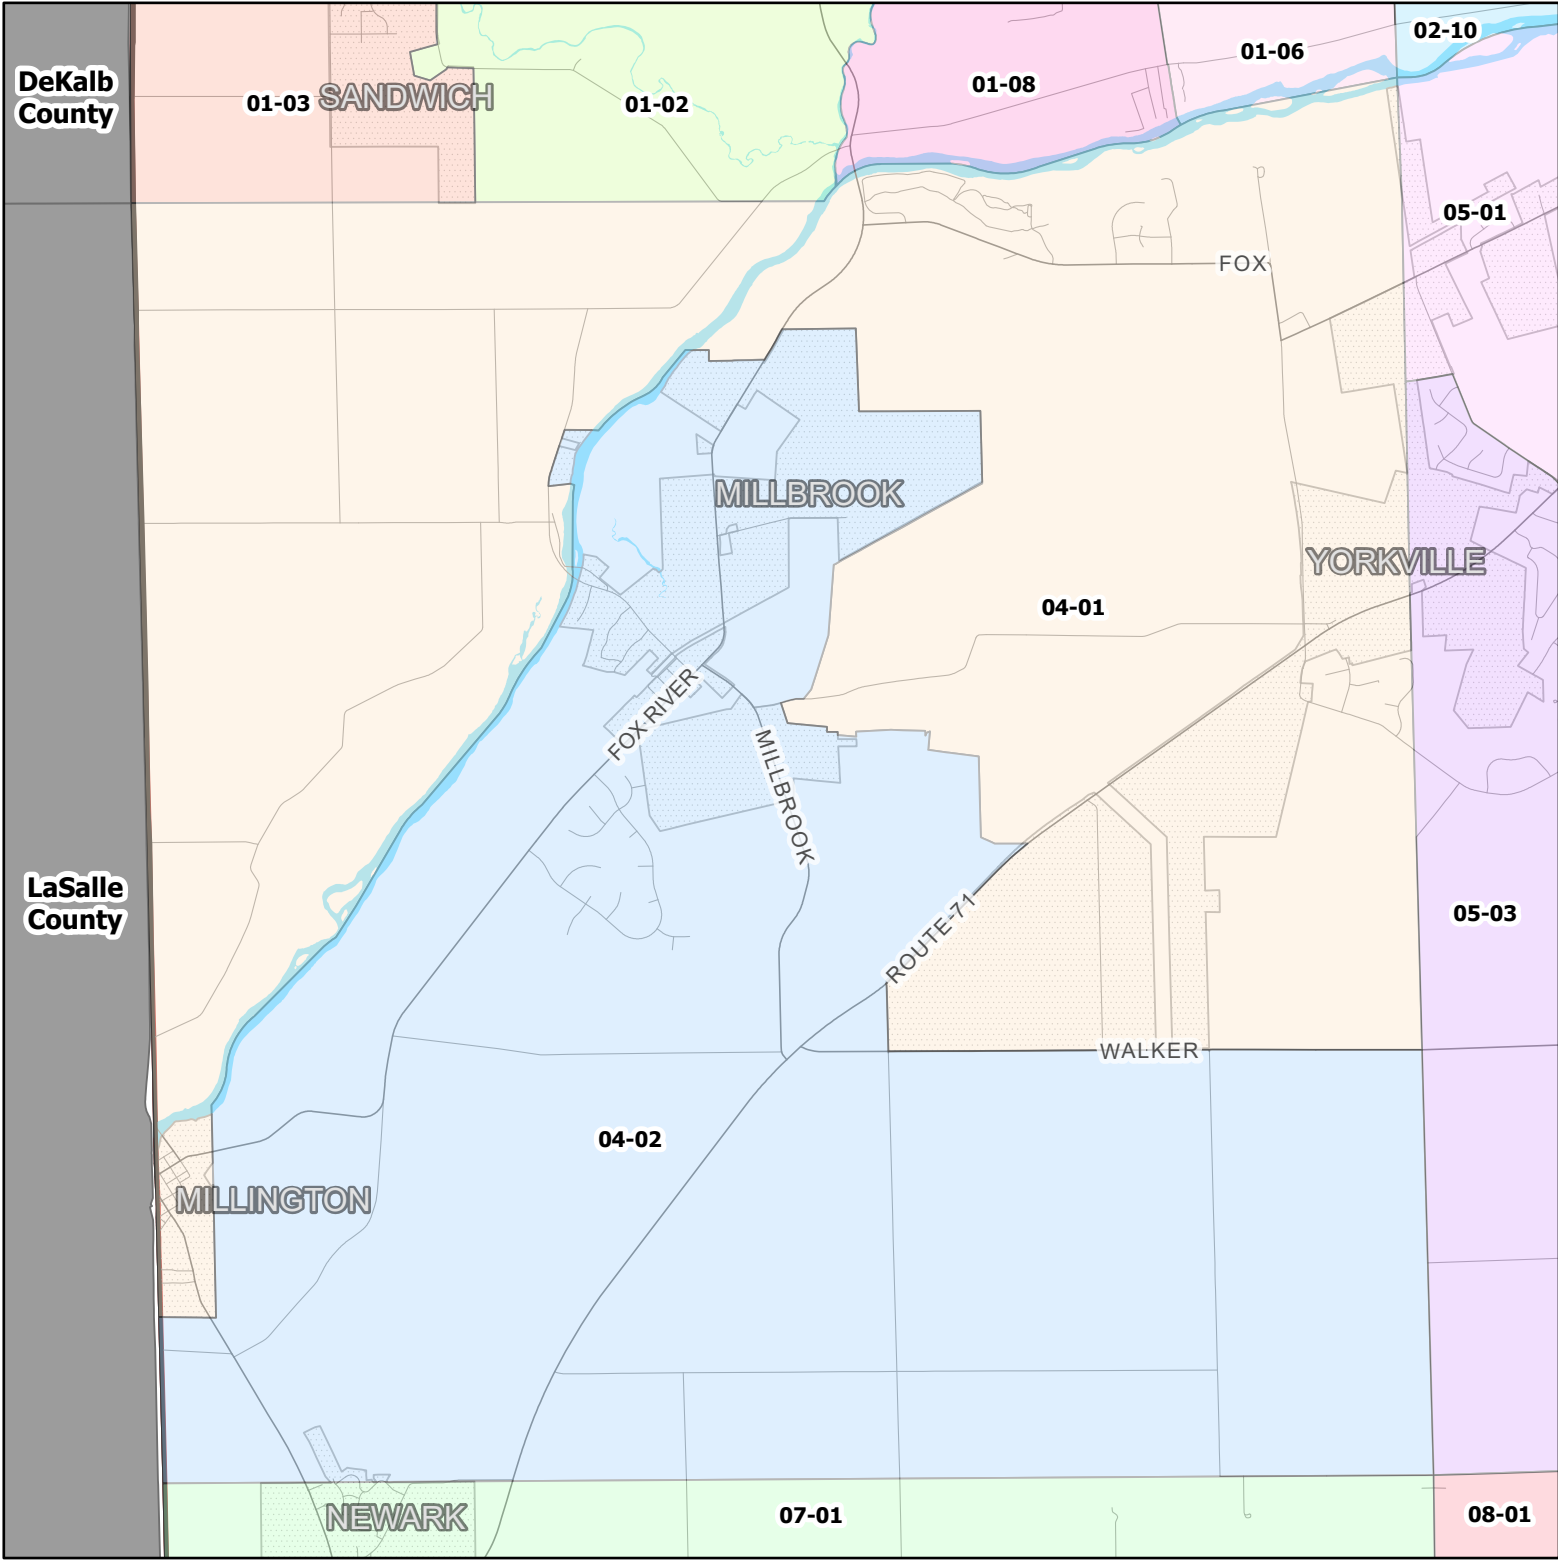 02-10
01-06
DeKalb
County
01-08
SANDWICH
01-03
01-02
05-01
FOX
MILLBROOK
YORKVILLE
04-01
FOX RIVER
MILLBROOK
LaSalle
County
05-03
ROUTE 71
WALKER
04-02
MILLINGTON
NEWARK
07-01
08-01